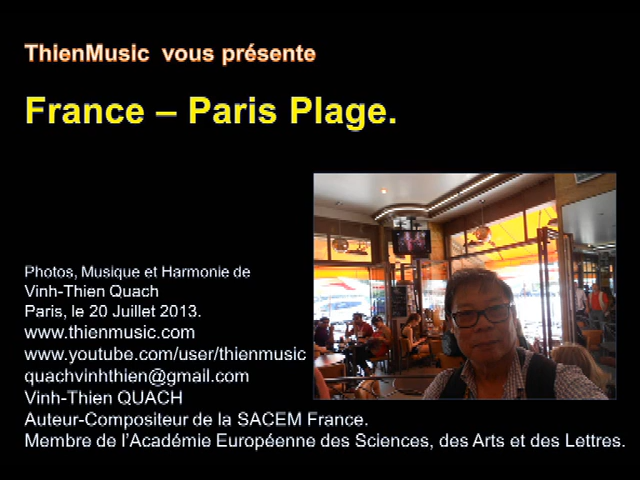 ThienMusic vous présente
France – Paris Plage.
Photos, Musique et Harmonie de
Vinh-Thien Quach
Paris, le 20 Juillet 2013.
www.thienmusic.com
www.youtube.com/user/thienmusic
quachvinhthien@gmail.com
Vinh-Thien QUACH
Auteur-Compositeur de la SACEM France.
Membre de l’Académie Européenne des Sciences, des Arts et des Lettres.